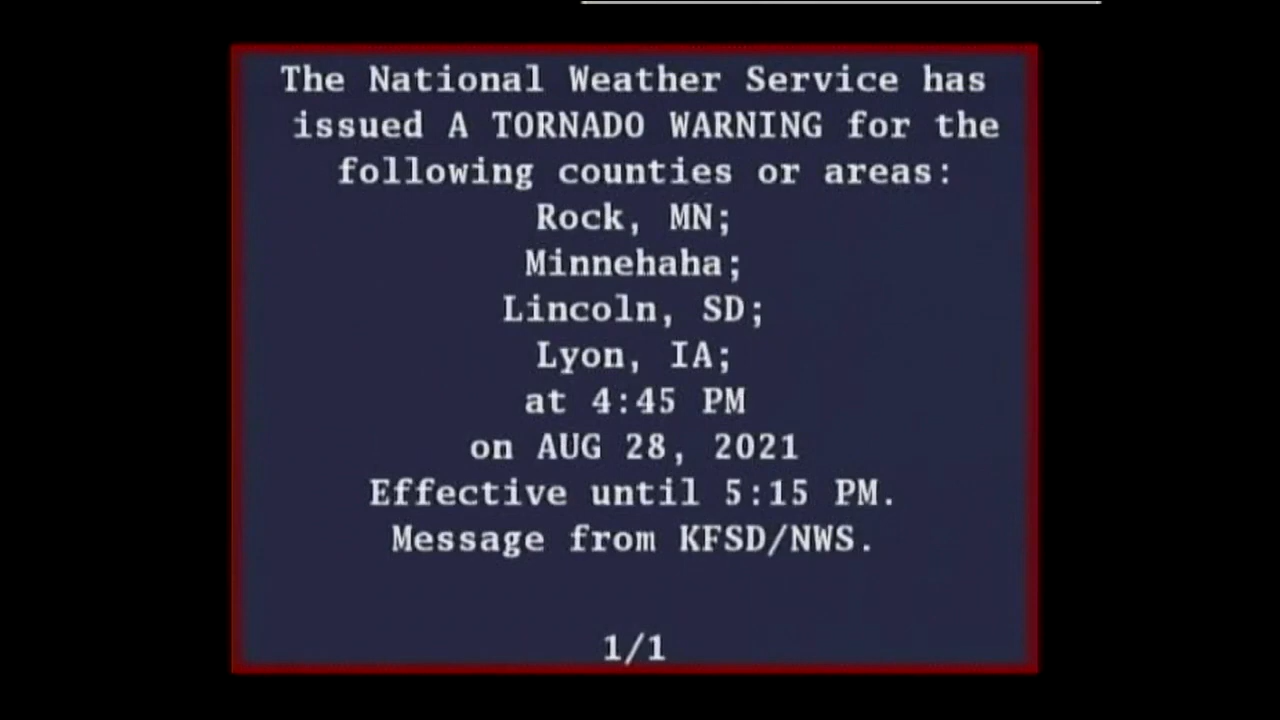 The National Weather Service has
issued A TORNADO WARNING for the
following counties or areas:
Rock, MN;
Minnehaha;
Lincoln, SD;
Lyon, IA;
at 4:45 PM
on AUG 28, 2021
Effective until 5:15 PM.
Message from KFSD/NWS.
1/1